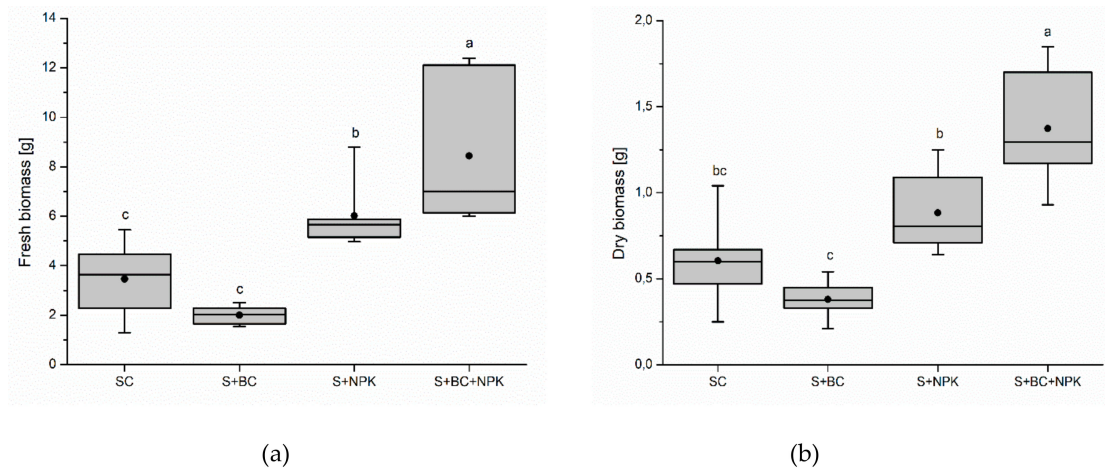 14
12
10
8
6
4
2
0
Fresh biomass [g]
c
c
b
a
SC
S+BC
S+NPK
S+BC+NPK
(a)
2,0
1,5
1,0
0,5
0,0
Dry biomass [g]
bc
c
b
a
SC
S+BC
S+NPK
S+BC+NPK
(b)